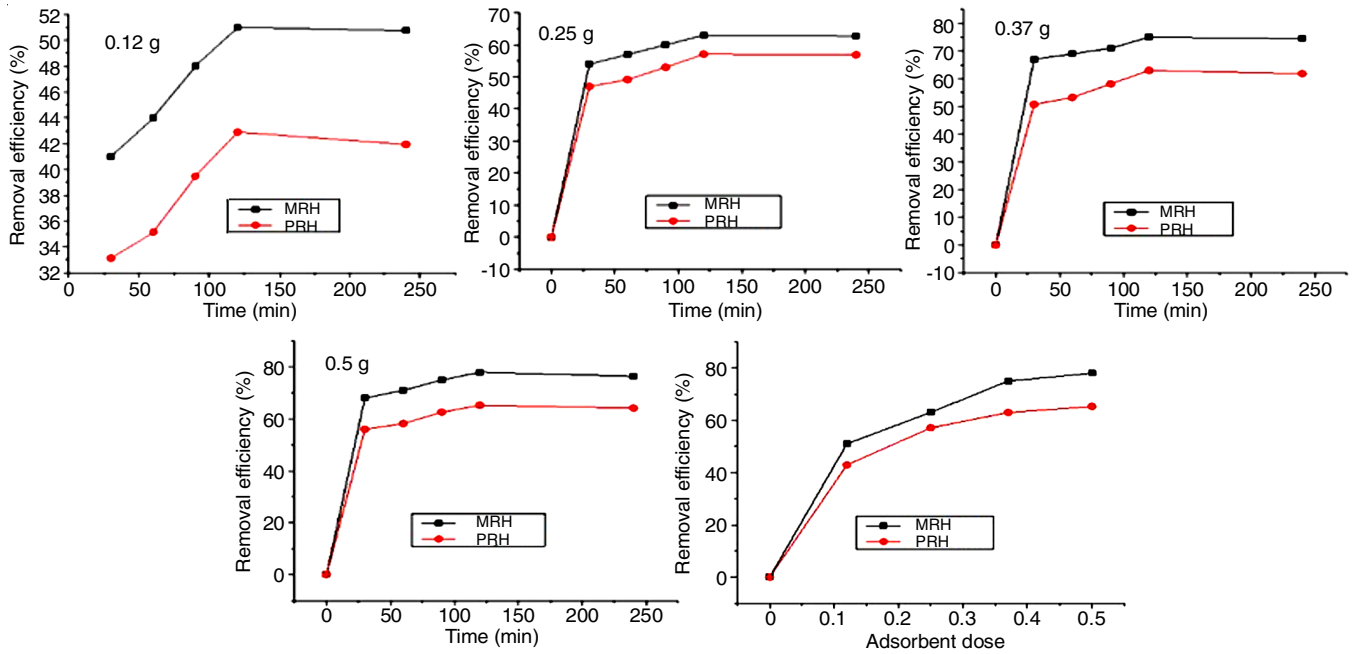 0.12 g
Removal efficiency (%)
52
50
48
46
44
42
40
38
36
34
32
MRH
PRH
0 50 100 150 200 250
Time (min)
0.25 g
Removal efficiency (%)
70
60
50
40
30
20
10
0
-10
MRH
PRH
0 50 100 150 200 250
Time (min)
0.37 g
Removal efficiency (%)
80
70
60
50
40
30
20
10
0
-10
MRH
PRH
0 50 100 150 200 250
Time (min)
0.5 g
Removal efficiency (%)
80
60
40
20
0
MRH
PRH
0 50 100 150 200 250
Time (min)
Removal efficiency (%)
80
60
40
20
0
MRH
PRH
0 0.1 0.2 0.3 0.4 0.5
Adsorbent dose